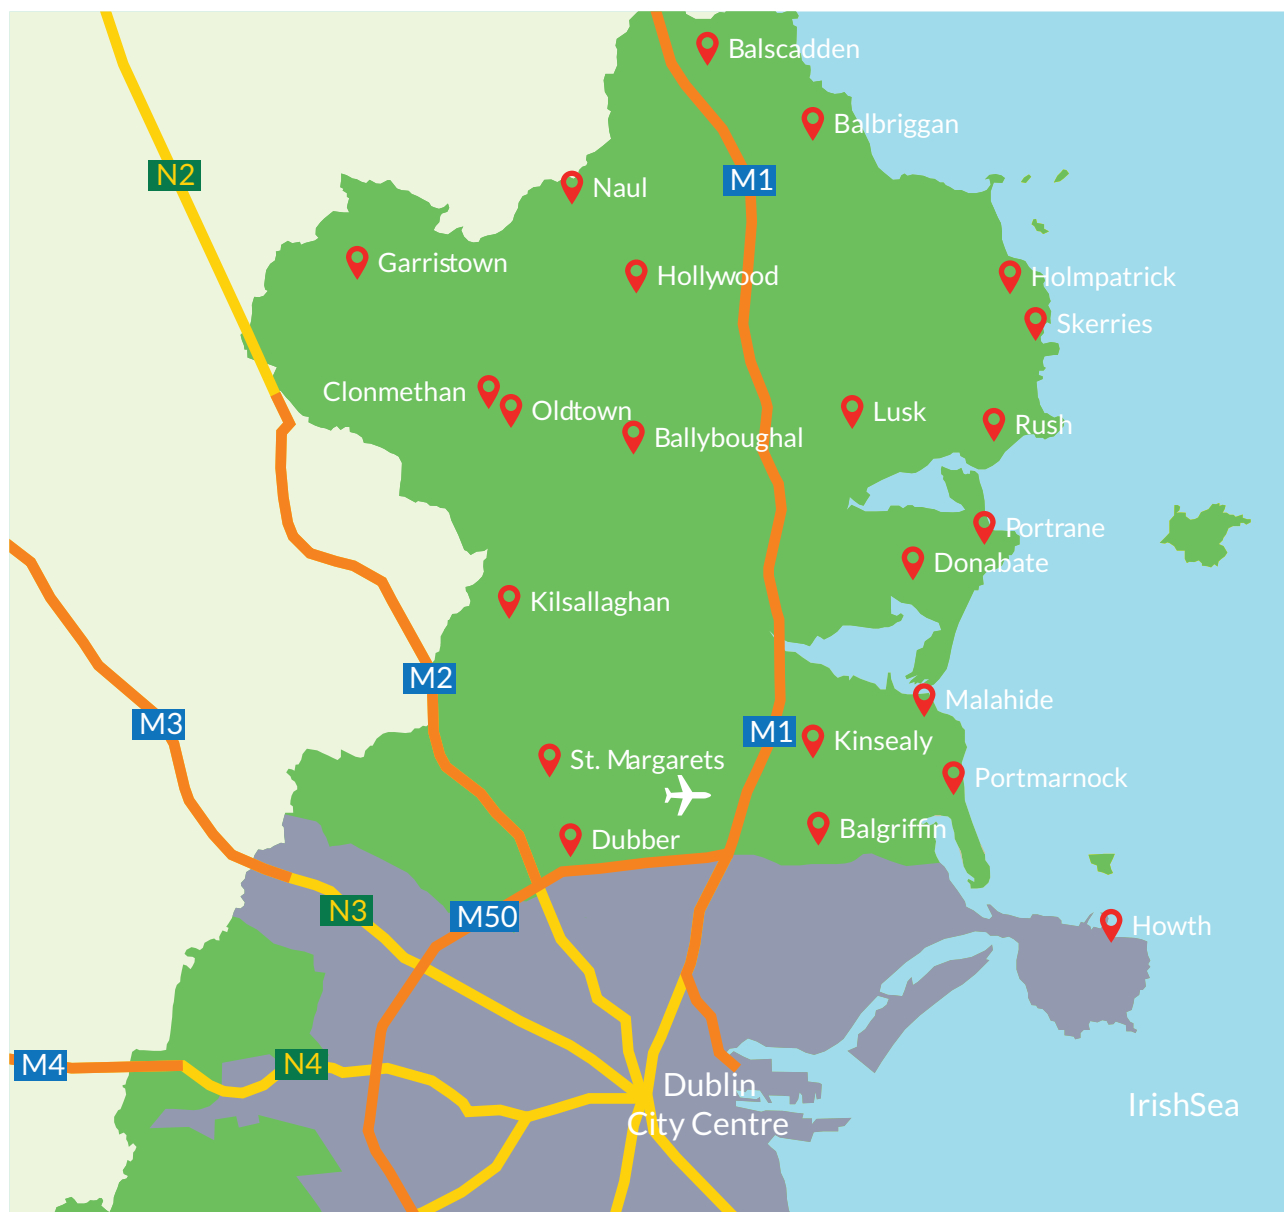 Balscadden
Balbriggan
N2
M1
Naul
Garristown
Hollywood
Holmpatrick
Skerries
Clonmethan
Oldtown
Lusk
Rush
Ballyboughal
Portrane
Donabate
Kilsallaghan
M2
Malahide
M3
M1
Kinsealy
St. Margarets
Portmarnock
Balgriffin
Dubber
N3
M50
Howth
M4
N4
Dublin
City Centre
IrishSea